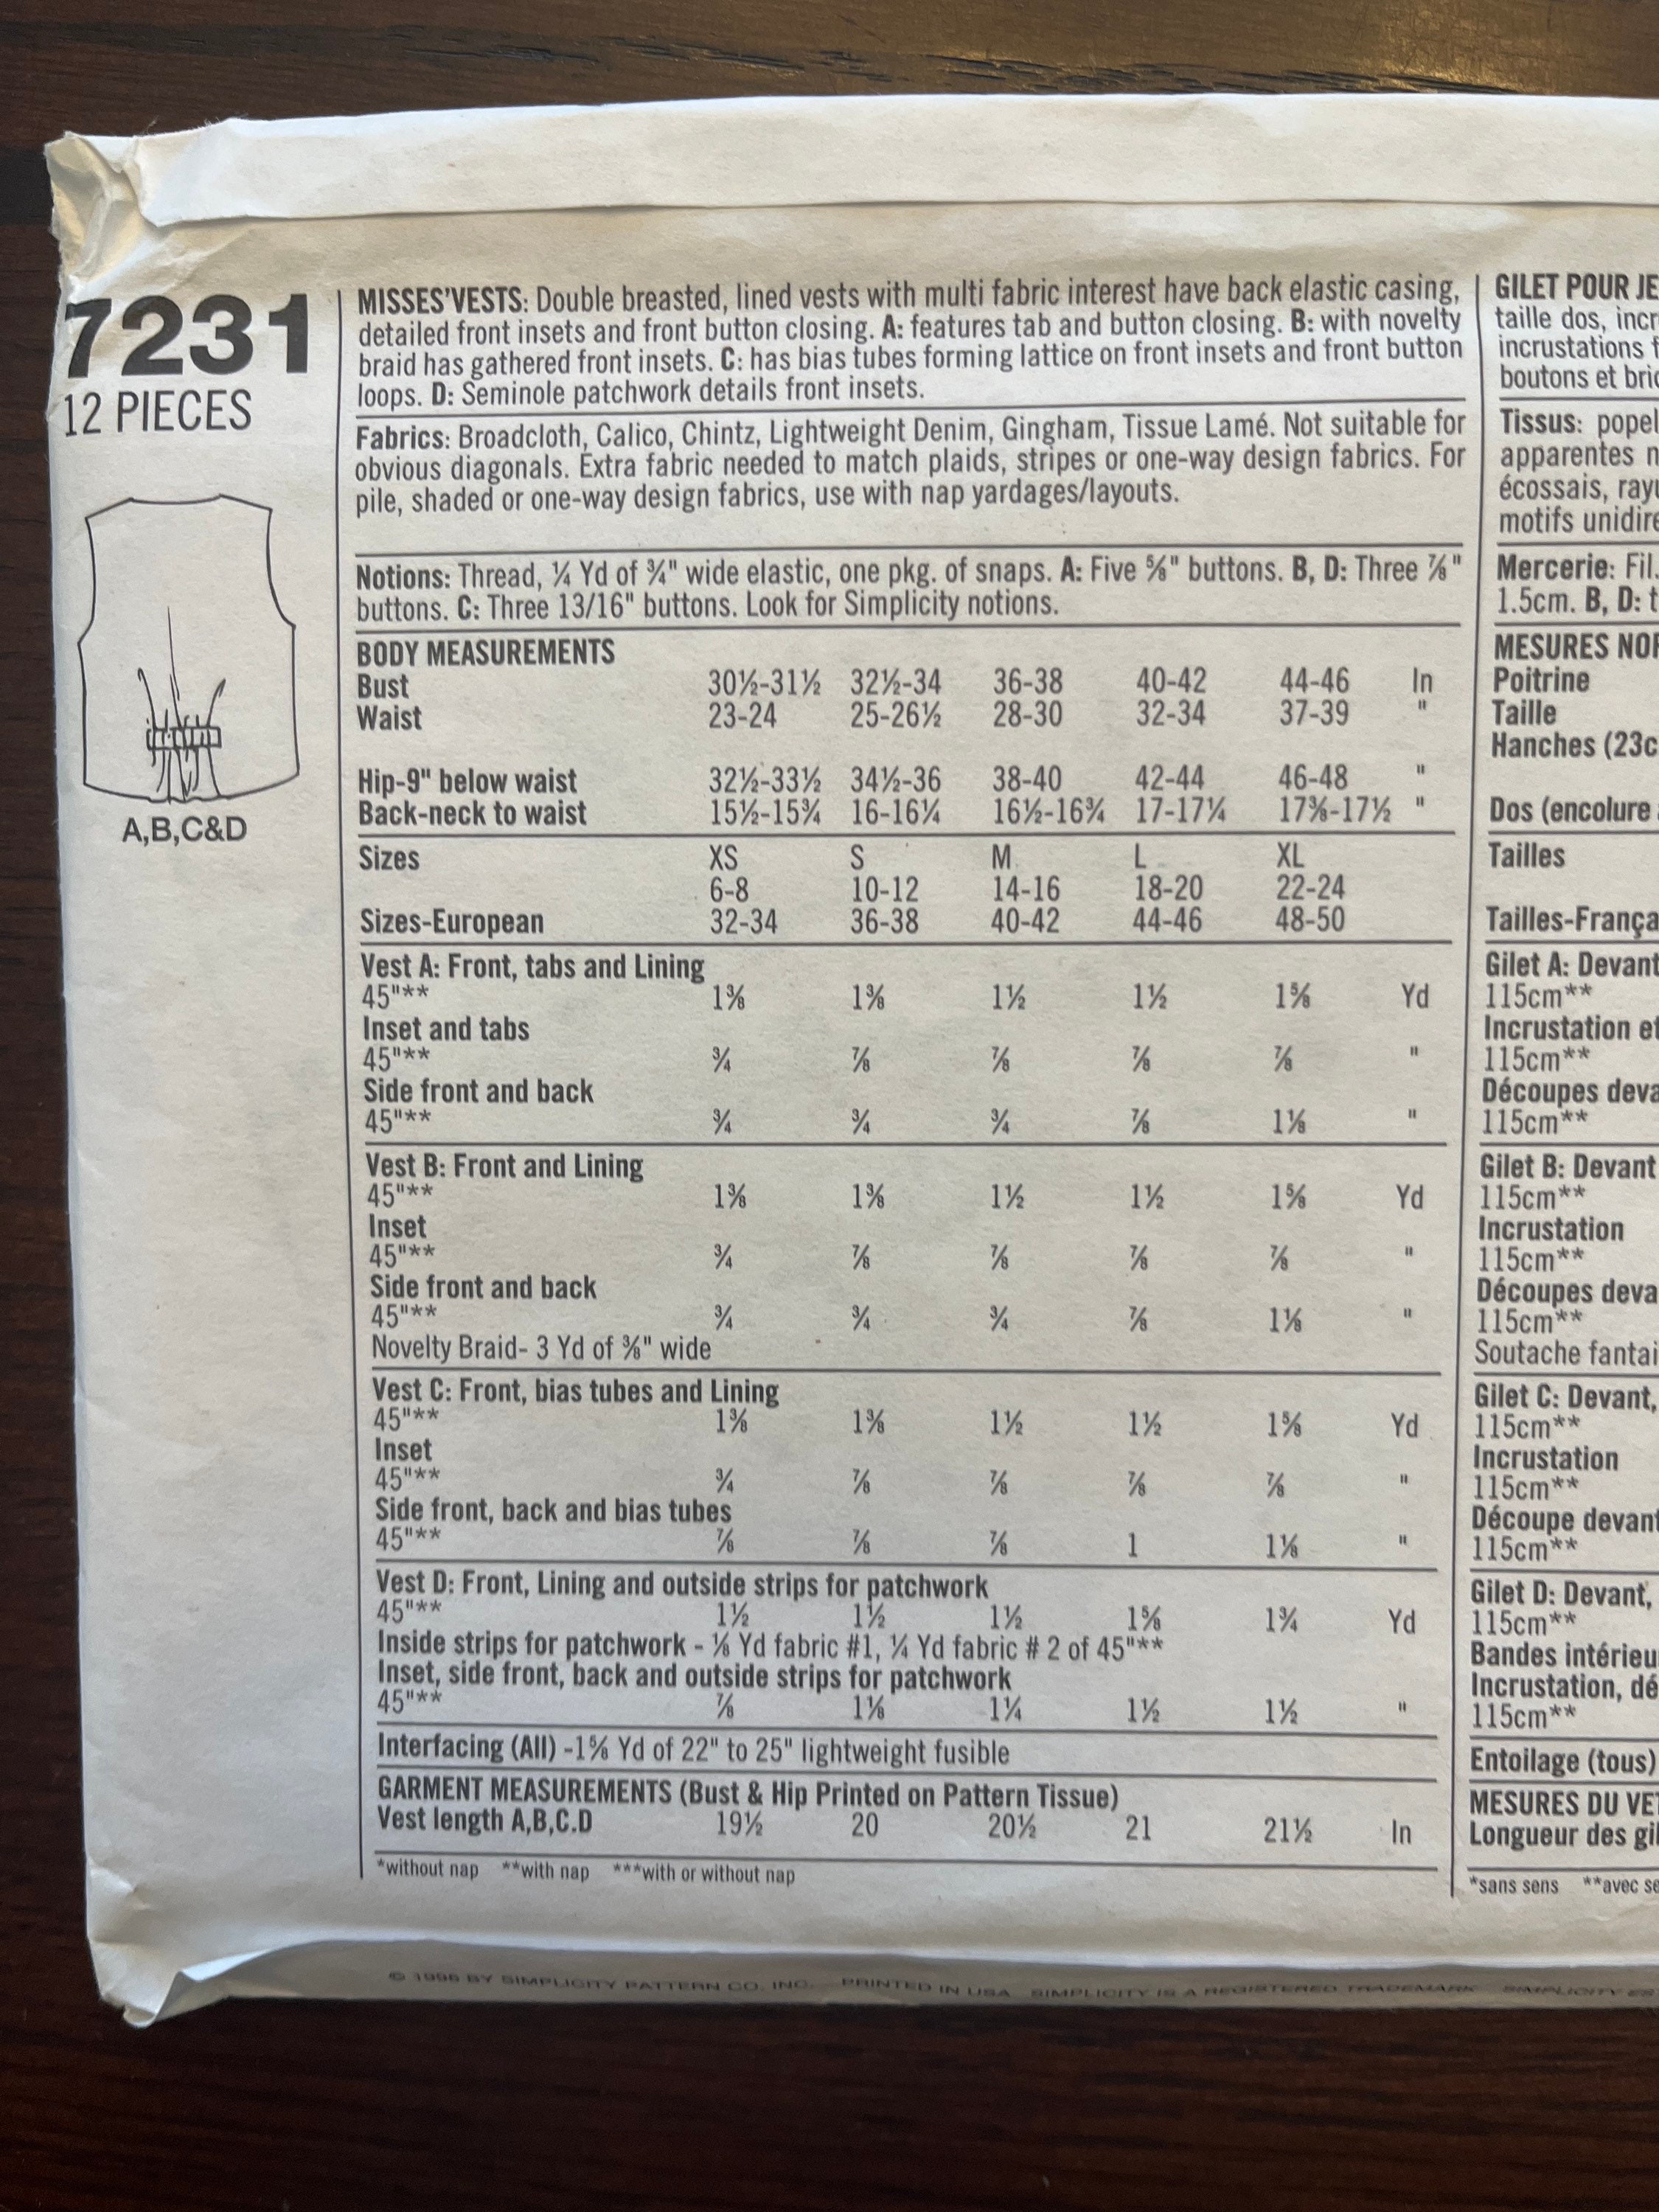 7231
12 PIECES
A,B,C&D
MISSES'VESTS: Double breasted, lined vests with multi fabric interest have back elastic casing,
detailed front insets and front button closing. A: features tab and button closing. B: with novelty
braid has gathered front insets. C: has bias tubes forming lattice on front insets and front button
loops. D: Seminole patchwork details front insets.
Fabrics: Broadcloth, Calico, Chintz, Lightweight Denim, Gingham, Tissue Lamé. Not suitable for
obvious diagonals. Extra fabric needed to match plaids, stripes or one-way design fabrics. For
pile, shaded or one-way design fabrics, use with nap yardages/layouts.
Notions: Thread, ¼ Yd of ¾" wide elastic, one pkg. of snaps. A: Five ⅝" buttons. B, D: Three ⅞"
buttons. C: Three 13/16" buttons. Look for Simplicity notions.
BODY MEASUREMENTS
Bust 30½-31½ 32½-34 36-38 40-42 44-46 In
Waist 23-24 25-26½ 28-30 32-34 37-39 "
Hip-9" below waist 32½-33½ 34½-36 38-40 42-44 46-48 "
Back-neck to waist 15½-15¾ 16-16¼ 16½-16¾ 17-17¼ 17⅜-17½ "
Sizes XS S M L XL
6-8 10-12 14-16 18-20 22-24
Sizes-European 32-34 36-38 40-42 44-46 48-50
Vest A: Front, tabs and Lining
45"** 1⅜ 1⅜ 1½ 1½ 1⅝ Yd
Inset and tabs
45"** ¾ ⅞ ⅞ ⅞ ⅞ "
Side front and back
45"** ¾ ¾ ¾ ⅞ 1⅛ "
Vest B: Front and Lining
45"** 1⅜ 1⅜ 1½ 1½ 1⅝ Yd
Inset
45"** ¾ ⅞ ⅞ ⅞ ⅞ "
Side front and back
45"** ¾ ¾ ¾ ⅞ 1⅛ "
Novelty Braid- 3 Yd of ⅜" wide
Vest C: Front, bias tubes and Lining
45"** 1⅜ 1⅜ 1½ 1½ 1⅝ Yd
Inset
45"** ¾ ⅞ ⅞ ⅞ ⅞ "
Side front, back and bias tubes
45"** ⅞ ⅞ ⅞ 1 1⅛ "
Vest D: Front, Lining and outside strips for patchwork
45"** 1½ 1½ 1½ 1⅝ 1¾ Yd
Inside strips for patchwork - ⅛ Yd fabric #1, ¼ Yd fabric # 2 of 45"**
Inset, side front, back and outside strips for patchwork
45"** ⅞ 1⅛ 1¼ 1½ 1½ "
Interfacing (All) -1⅝ Yd of 22" to 25" lightweight fusible
GARMENT MEASUREMENTS (Bust & Hip Printed on Pattern Tissue)
Vest length A,B,C.D 19½ 20 20½ 21 21½ In
*without nap **with nap ***with or without nap
GILET POUR JE
taille dos, incr
incrustations f
boutons et bric
Tissus: popel
apparentes n
écossais, rayu
motifs unidire
Mercerie: Fil.
1.5cm. B, D: t
MESURES NOR
Poitrine
Taille
Hanches (23c
Dos (encolure
Tailles
Tailles-França
Gilet A: Devant
115cm**
Incrustation et
115cm**
Découpes deva
115cm**
Gilet B: Devant
115cm**
Incrustation
115cm**
Découpes deva
115cm**
Soutache fantai
Gilet C: Devant,
115cm**
Incrustation
115cm**
Découpe devant
115cm**
Gilet D: Devant,
115cm**
Bandes intérieu
Incrustation, dé
115cm**
Entoilage (tous)
MESURES DU VET
Longueur des gil
*sans sens **avec se
© 1996 BY SIMPLICITY PATTERN CO. INC. PRINTED IN USA SIMPLICITY IS A REGISTERED TRADEMARK SIMPLICITY ES